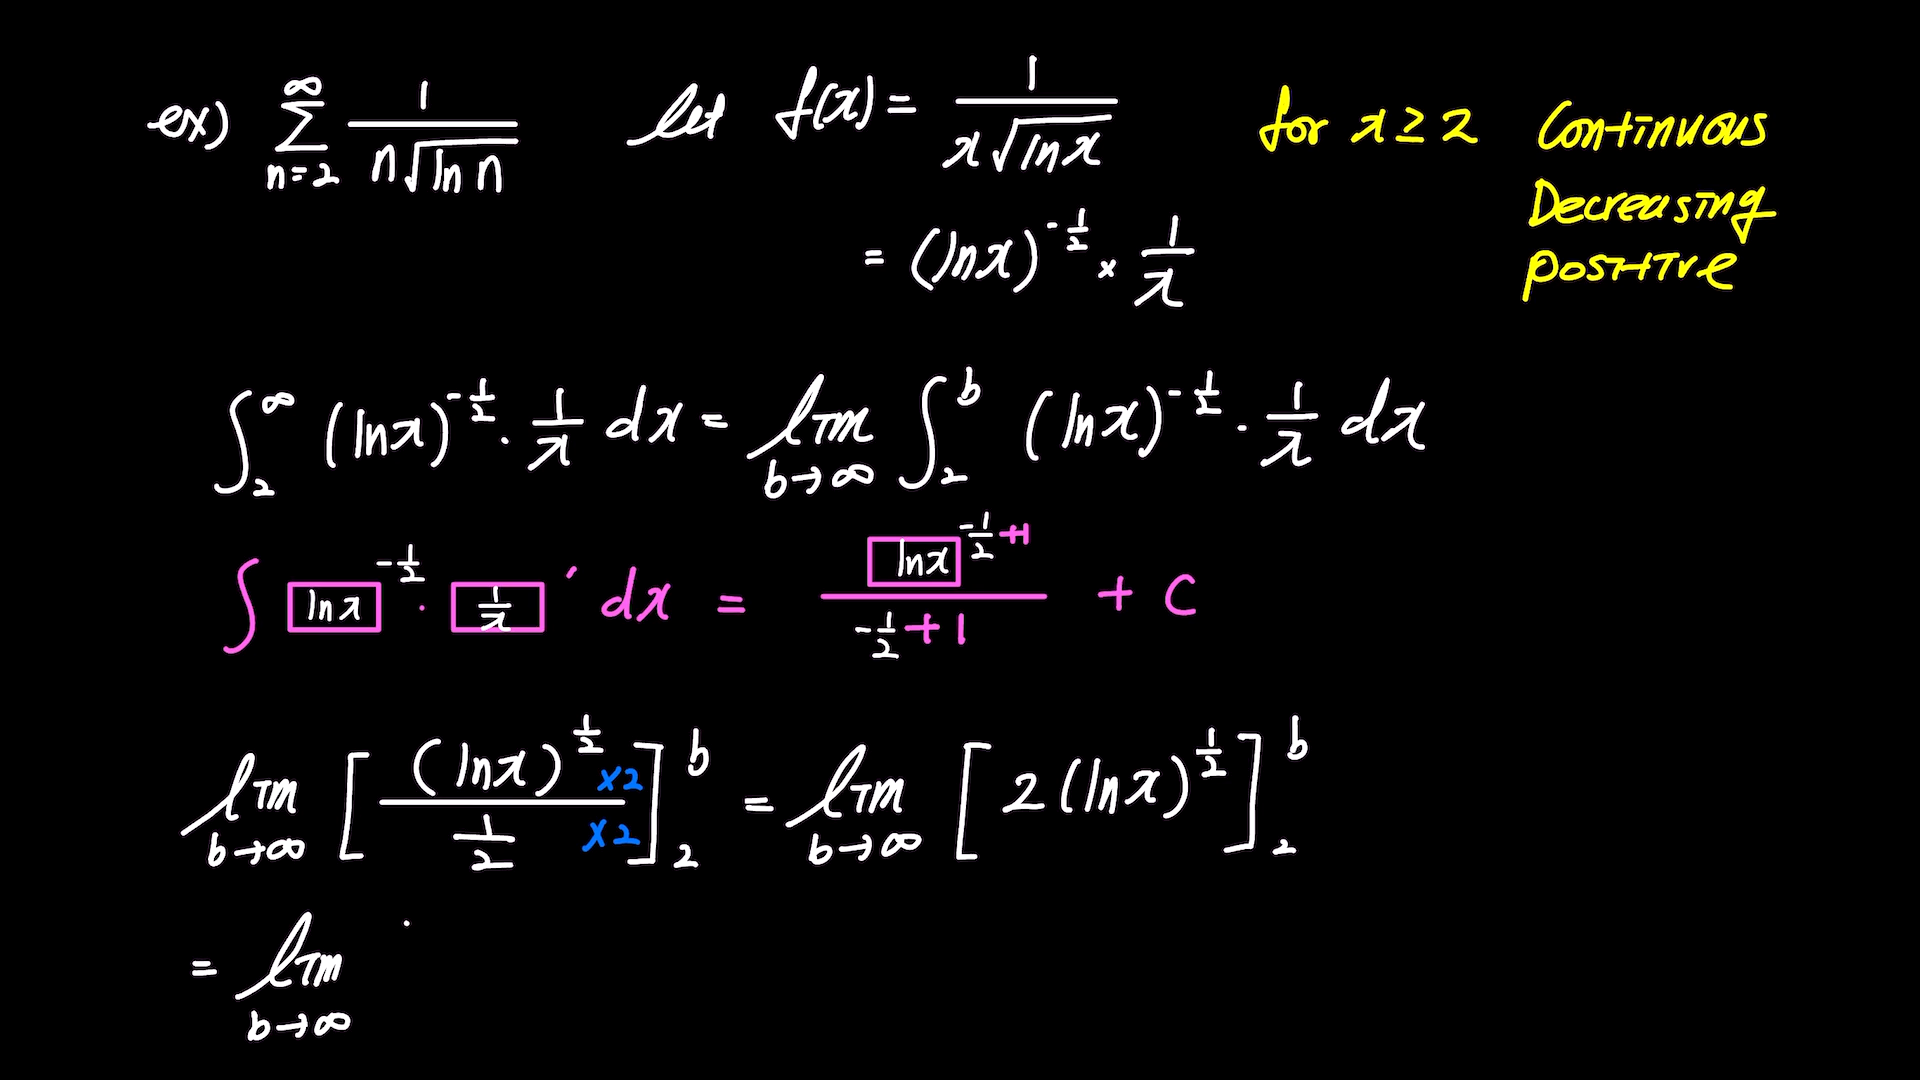 ex) ∑_{n=2}^{∞} 1/(n√(ln n))  let f(x) = 1/(x√(ln x))  for x ≥ 2 Continuous
Decreasing
= (ln x)^{-1/2} × 1/x  positive
∫_2^∞ (ln x)^{-1/2} · 1/x dx = lim_{b→∞} ∫_2^b (ln x)^{-1/2} · 1/x dx
∫ ln x^{-1/2} · 1/x ′ dx = (ln x^{-1/2+1})/(-1/2+1) + C
lim_{b→∞} [ ((ln x)^{1/2} ×2)/(1/2 ×2) ]_2^b = lim_{b→∞} [ 2(ln x)^{1/2} ]_2^b
= lim_{b→∞}